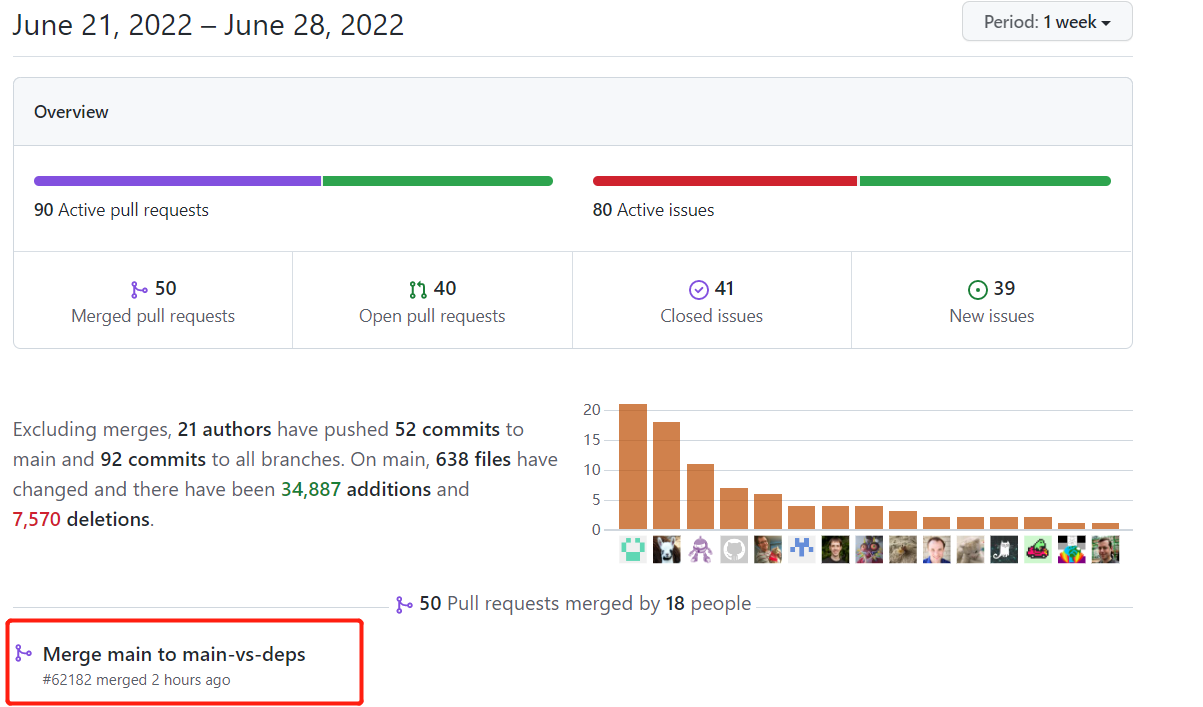 June 21, 2022 – June 28, 2022
Period: 1 week
Overview
90 Active pull requests
80 Active issues
50
Merged pull requests
40
Open pull requests
41
Closed issues
39
New issues
Excluding merges, 21 authors have pushed 52 commits to
main and 92 commits to all branches. On main, 638 files have
changed and there have been 34,887 additions and
7,570 deletions.
20
15
10
5
0
50 Pull requests merged by 18 people
Merge main to main-vs-deps
#62182 merged 2 hours ago